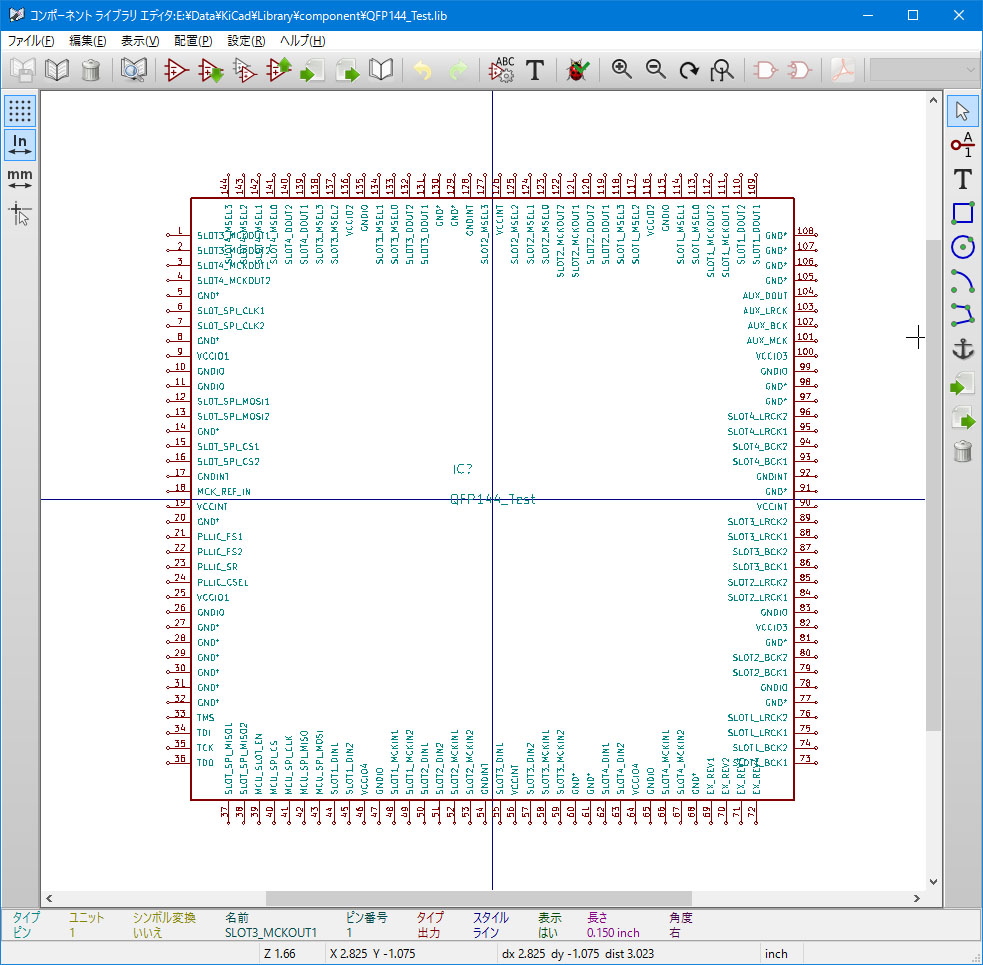 コンポーネント ライブラリ エディタ:E:¥Data¥KiCad¥Library¥component¥QFP144_Test.lib
ファイル(F) 編集(E) 表示(V) 配置(P) 設定(R) ヘルプ(H)
ABC
T
In
mm
A
1
T
144 SLOT4_MSEL3
143 SLOT4_MSEL2
142 SLOT4_MSEL1
141 SLOT4_MSEL0
140 SLOT4_DOUT2
139 SLOT4_DOUT1
138 SLOT3_MSEL3
137 SLOT3_MSEL2
136 VCCIO2
135 GNDIO
134 SLOT3_MSEL1
133 SLOT3_MSEL0
132 SLOT3_DOUT2
131 SLOT3_DOUT1
130 GND*
129 GND*
128 GNDINT
127 SLOT2_MSEL3
126 VCCINT
125 SLOT2_MSEL2
124 SLOT2_MSEL1
123 SLOT2_MSEL0
122 SLOT2_MCKOUT2
121 SLOT2_MCKOUT1
120 SLOT2_DOUT2
119 SLOT2_DOUT1
118 SLOT1_MSEL3
117 SLOT1_MSEL2
116 VCCIO2
115 GNDIO
114 SLOT1_MSEL1
113 SLOT1_MSEL0
112 SLOT1_MCKOUT2
111 SLOT1_MCKOUT1
110 SLOT1_DOUT2
109 SLOT1_DOUT1
1 SLOT3_MCKOUT1
2 SLOT3_MCKOUT2
3 SLOT4_MCKOUT1
4 SLOT4_MCKOUT2
5 GND*
6 SLOT_SPI_CLK1
7 SLOT_SPI_CLK2
8 GND*
9 VCCIO1
10 GNDIO
11 GNDIO
12 SLOT_SPI_MOSI1
13 SLOT_SPI_MOSI2
14 GND*
15 SLOT_SPI_CS1
16 SLOT_SPI_CS2
17 GNDINT
18 MCK_REF_IN
19 VCCINT
20 GND*
21 PLLIC_FS1
22 PLLIC_FS2
23 PLLIC_SR
24 PLLIC_CSEL
25 VCCIO1
26 GNDIO
27 GND*
28 GND*
29 GND*
30 GND*
31 GND*
32 GND*
33 TMS
34 TDI
35 TCK
36 TDO
IC?
QFP144_Test
GND* 108
GND* 107
GND* 106
GND* 105
AUX_DOUT 104
AUX_LRCK 103
AUX_BCK 102
AUX_MCK 101
VCCIO3 100
GNDIO 99
GND* 98
GND* 97
SLOT4_LRCK2 96
SLOT4_LRCK1 95
SLOT4_BCK2 94
SLOT4_BCK1 93
GNDINT 92
GND* 91
VCCINT 90
SLOT3_LRCK2 89
SLOT3_LRCK1 88
SLOT3_BCK2 87
SLOT3_BCK1 86
SLOT2_LRCK2 85
SLOT2_LRCK1 84
GNDIO 83
VCCIO3 82
GND* 81
SLOT2_BCK2 80
SLOT2_BCK1 79
GNDIO 78
GND* 77
SLOT1_LRCK2 76
SLOT1_LRCK1 75
SLOT1_BCK2 74
SLOT1_BCK1 73
SLOT_SPI_MISO1 37
SLOT_SPI_MISO2 38
MCU_SLOT_EN 39
MCU_SPI_CS 40
MCU_SPI_CLK 41
MCU_SPI_MISO 42
MCU_SPI_MOSI 43
SLOT1_DIN1 44
SLOT1_DIN2 45
VCCIO4 46
GNDIO 47
SLOT1_MCKIN1 48
SLOT1_MCKIN2 49
SLOT2_DIN1 50
SLOT2_DIN2 51
SLOT2_MCKIN1 52
SLOT2_MCKIN2 53
GNDINT 54
SLOT3_DIN1 55
VCCINT 56
SLOT3_DIN2 57
SLOT3_MCKIN1 58
SLOT3_MCKIN2 59
GND* 60
GND* 61
SLOT4_DIN1 62
SLOT4_DIN2 63
VCCIO4 64
GNDIO 65
SLOT4_MCKIN1 66
SLOT4_MCKIN2 67
GND* 68
EX_REV1 69
EX_REV2 70
EX_REV3 71
72
タイプ ユニット シンボル変換 名前 ピン番号 タイプ スタイル 表示 長さ 角度
ピン 1 いいえ SLOT3_MCKOUT1 1 出力 ライン はい 0.150 inch 右
Z 1.66 X 2.825 Y -1.075 dx 2.825 dy -1.075 dist 3.023 inch